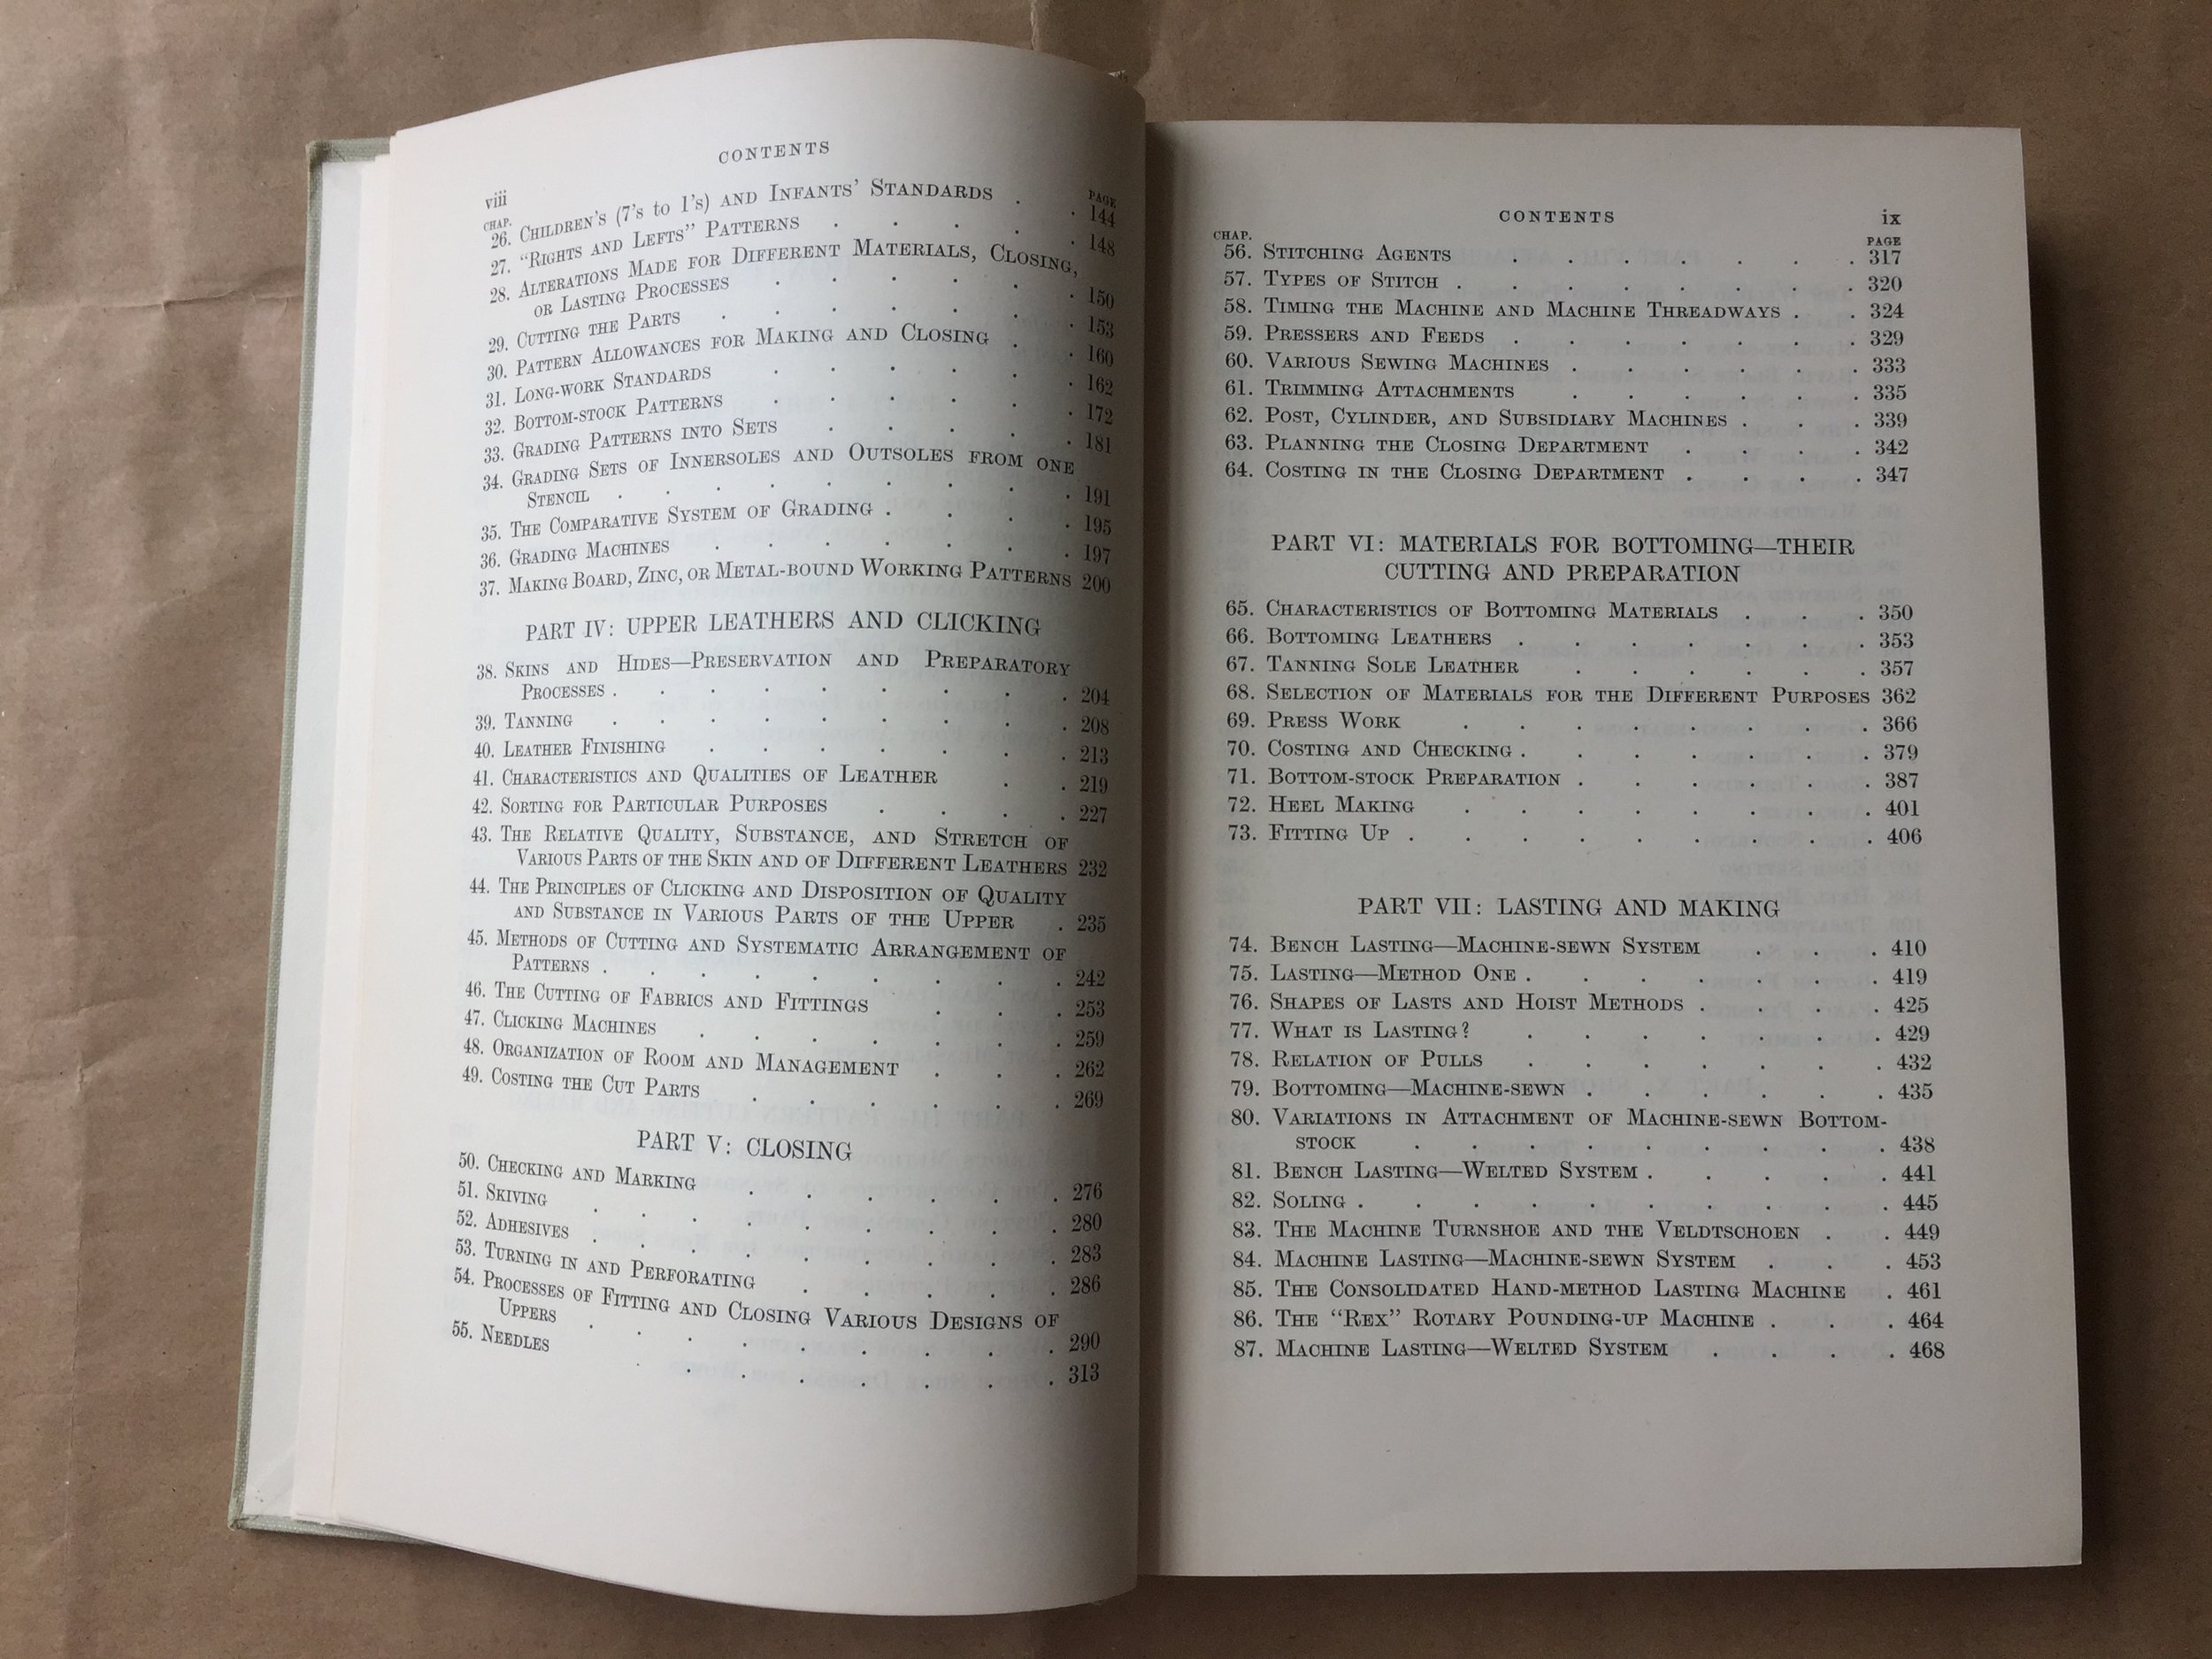 CONTENTS
viii
CHAP. PAGE
26. CHILDREN'S (7's to 1's) AND INFANTS' STANDARDS . . 144
27. "RIGHTS AND LEFTS" PATTERNS . . . . . 148
28. ALTERATIONS MADE FOR DIFFERENT MATERIALS, CLOSING,
OR LASTING PROCESSES . . . . . . 150
29. CUTTING THE PARTS . . . . . . . 153
30. PATTERN ALLOWANCES FOR MAKING AND CLOSING . . 160
31. LONG-WORK STANDARDS . . . . . . 162
32. BOTTOM-STOCK PATTERNS . . . . . . 172
33. GRADING PATTERNS INTO SETS . . . . . 181
34. GRADING SETS OF INNERSOLES AND OUTSOLES FROM ONE
STENCIL . . . . . . . . . 191
35. THE COMPARATIVE SYSTEM OF GRADING . . . . 195
36. GRADING MACHINES . . . . . . . 197
37. MAKING BOARD, ZINC, OR METAL-BOUND WORKING PATTERNS 200
PART IV: UPPER LEATHERS AND CLICKING
38. SKINS AND HIDES—PRESERVATION AND PREPARATORY
PROCESSES . . . . . . . . . 204
39. TANNING . . . . . . . . . 208
40. LEATHER FINISHING . . . . . . . 213
41. CHARACTERISTICS AND QUALITIES OF LEATHER . . 219
42. SORTING FOR PARTICULAR PURPOSES . . . . 227
43. THE RELATIVE QUALITY, SUBSTANCE, AND STRETCH OF
VARIOUS PARTS OF THE SKIN AND OF DIFFERENT LEATHERS 232
44. THE PRINCIPLES OF CLICKING AND DISPOSITION OF QUALITY
AND SUBSTANCE IN VARIOUS PARTS OF THE UPPER . 235
45. METHODS OF CUTTING AND SYSTEMATIC ARRANGEMENT OF
PATTERNS . . . . . . . . . 242
46. THE CUTTING OF FABRICS AND FITTINGS . . . 253
47. CLICKING MACHINES . . . . . . . 259
48. ORGANIZATION OF ROOM AND MANAGEMENT . . . 262
49. COSTING THE CUT PARTS . . . . . . 269
PART V: CLOSING
50. CHECKING AND MARKING . . . . . . 276
51. SKIVING . . . . . . . . . 280
52. ADHESIVES . . . . . . . . . 283
53. TURNING IN AND PERFORATING . . . . . 286
54. PROCESSES OF FITTING AND CLOSING VARIOUS DESIGNS OF
UPPERS . . . . . . . . . 290
55. NEEDLES . . . . . . . . 313
CONTENTS ix
CHAP. PAGE
56. STITCHING AGENTS . . . . . . . 317
57. TYPES OF STITCH . . . . . . . . 320
58. TIMING THE MACHINE AND MACHINE THREADWAYS . . 324
59. PRESSERS AND FEEDS . . . . . . . 329
60. VARIOUS SEWING MACHINES . . . . . . 333
61. TRIMMING ATTACHMENTS . . . . . . 335
62. POST, CYLINDER, AND SUBSIDIARY MACHINES . . . 339
63. PLANNING THE CLOSING DEPARTMENT . . . . 342
64. COSTING IN THE CLOSING DEPARTMENT . . . . 347
PART VI: MATERIALS FOR BOTTOMING—THEIR
CUTTING AND PREPARATION
65. CHARACTERISTICS OF BOTTOMING MATERIALS . . . 350
66. BOTTOMING LEATHERS . . . . . . . 353
67. TANNING SOLE LEATHER . . . . . . 357
68. SELECTION OF MATERIALS FOR THE DIFFERENT PURPOSES 362
69. PRESS WORK . . . . . . . . 366
70. COSTING AND CHECKING . . . . . . . 379
71. BOTTOM-STOCK PREPARATION . . . . . . 387
72. HEEL MAKING . . . . . . . . 401
73. FITTING UP . . . . . . . . . 406
PART VII: LASTING AND MAKING
74. BENCH LASTING—MACHINE-SEWN SYSTEM . . . 410
75. LASTING—METHOD ONE . . . . . . . 419
76. SHAPES OF LASTS AND HOIST METHODS . . . . 425
77. WHAT IS LASTING? . . . . . . . 429
78. RELATION OF PULLS . . . . . . . 432
79. BOTTOMING—MACHINE-SEWN . . . . . . 435
80. VARIATIONS IN ATTACHMENT OF MACHINE-SEWN BOTTOM-
STOCK . . . . . . . . . 438
81. BENCH LASTING—WELTED SYSTEM . . . . . 441
82. SOLING . . . . . . . . . . 445
83. THE MACHINE TURNSHOE AND THE VELDTSCHOEN . . 449
84. MACHINE LASTING—MACHINE-SEWN SYSTEM . . . 453
85. THE CONSOLIDATED HAND-METHOD LASTING MACHINE . 461
86. THE "REX" ROTARY POUNDING-UP MACHINE . . . 464
87. MACHINE LASTING—WELTED SYSTEM . . . . 468